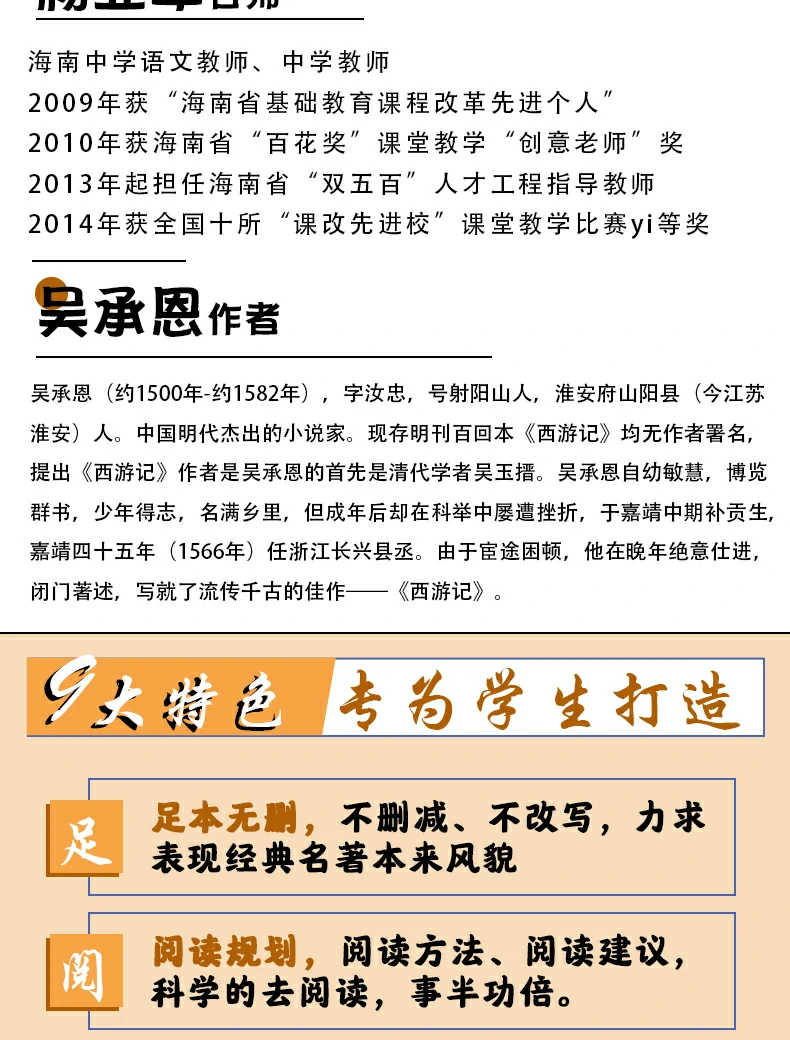 名师
海南中学语文教师、中学教师
2009年获“海南省基础教育课程改革先进个人”
2010年获海南省“百花奖”课堂教学“创意老师”奖
2013年起担任海南省“双五百”人才工程指导教师
2014年获全国十所“课改先进校”课堂教学比赛yi等奖
吴承恩作者
吴承恩（约1500年-约1582年），字汝忠，号射阳山人，淮安府山阳县（今江苏
淮安）人。中国明代杰出的小说家。现存明刊百回本《西游记》均无作者署名，
提出《西游记》作者是吴承恩的首先是清代学者吴玉搢。吴承恩自幼敏慧，博览
群书，少年得志，名满乡里，但成年后却在科举中屡遭挫折，于嘉靖中期补贡生，
嘉靖四十五年（1566年）任浙江长兴县丞。由于宦途困顿，他在晚年绝意仕进，
闭门著述，写就了流传千古的佳作——《西游记》。
9大特色 专为学生打造
足
足本无删，不删减、不改写，力求
表现经典名著本来风貌
阅
阅读规划，阅读方法、阅读建议，
科学的去阅读，事半功倍。